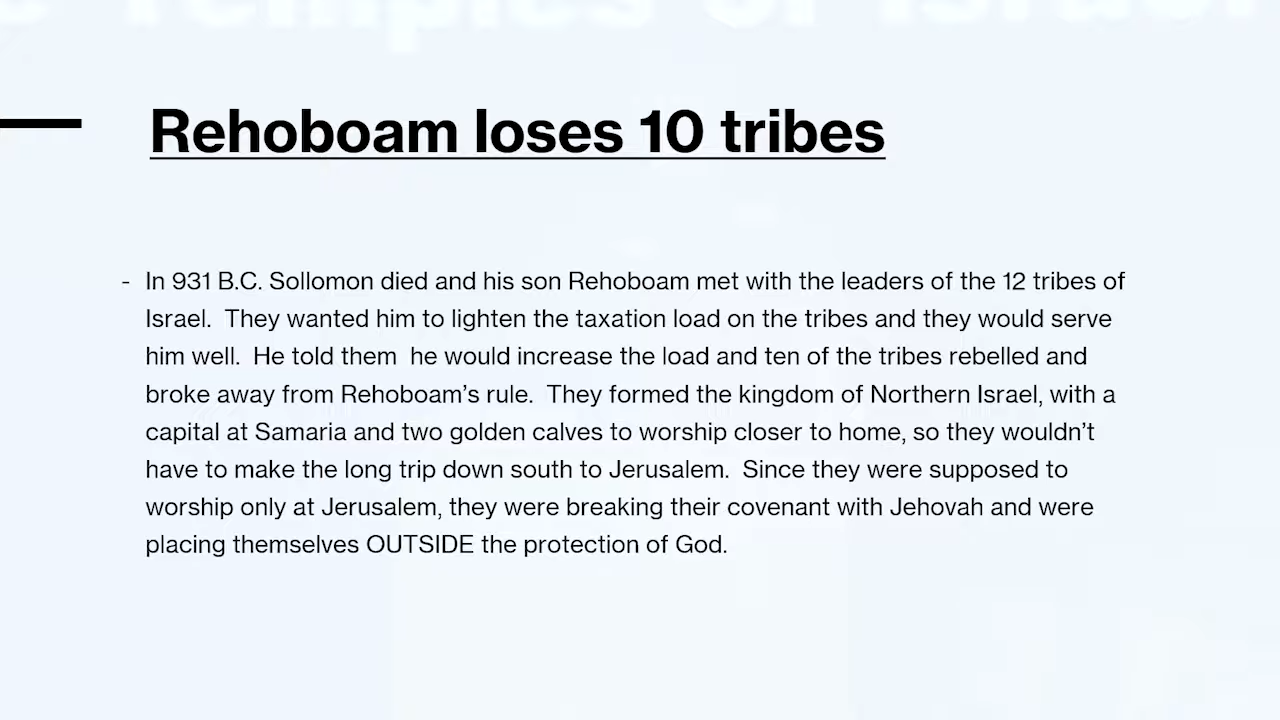 e Temples of Israel
Rehoboam loses 10 tribes
- In 931 B.C. Sollomon died and his son Rehoboam met with the leaders of the 12 tribes of
Israel.  They wanted him to lighten the taxation load on the tribes and they would serve
him well.  He told them  he would increase the load and ten of the tribes rebelled and
broke away from Rehoboam’s rule.  They formed the kingdom of Northern Israel, with a
capital at Samaria and two golden calves to worship closer to home, so they wouldn’t
have to make the long trip down south to Jerusalem.  Since they were supposed to
worship only at Jerusalem, they were breaking their covenant with Jehovah and were
placing themselves OUTSIDE the protection of God.